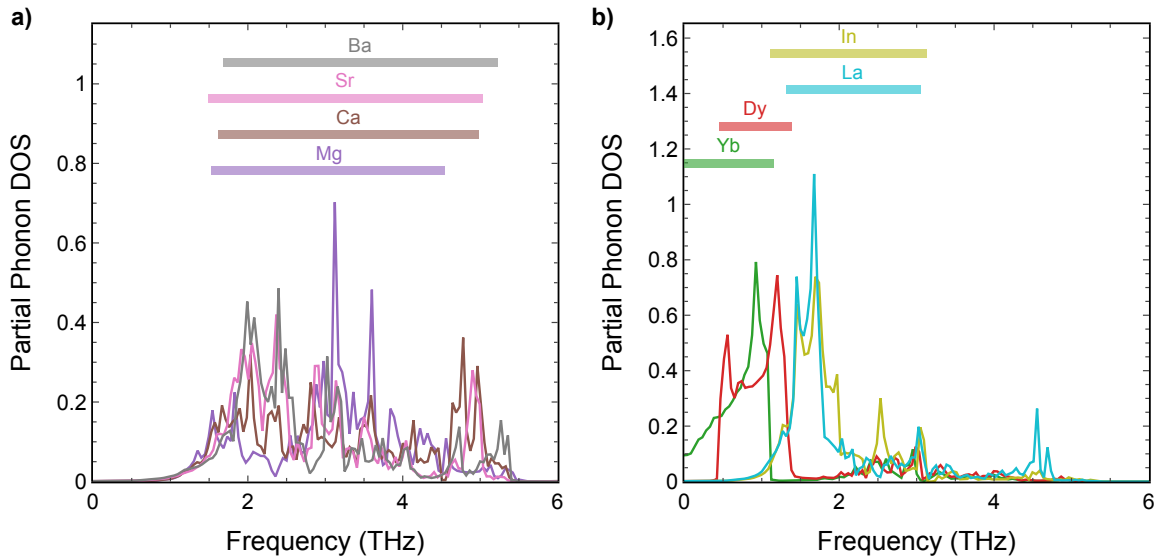 a)
Ba
Sr
Ca
Mg
Partial Phonon DOS
1
0.8
0.6
0.4
0.2
0
0
2
4
6
Frequency (THz)
b)
In
La
Dy
Yb
Partial Phonon DOS
1.6
1.4
1.2
1
0.8
0.6
0.4
0.2
0
0
2
4
6
Frequency (THz)